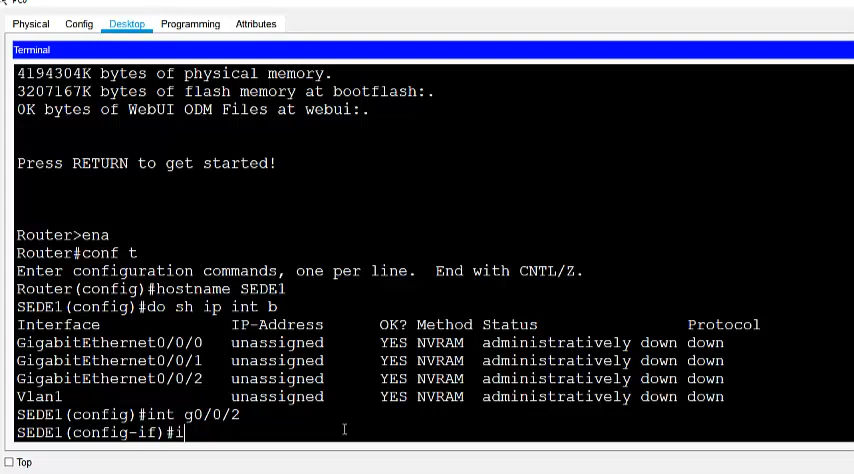 PC0
Physical Config Desktop Programming Attributes
Terminal
4194304K bytes of physical memory.
3207167K bytes of flash memory at bootflash:.
0K bytes of WebUI ODM Files at webui:.
Press RETURN to get started!
Router>ena
Router#conf t
Enter configuration commands, one per line. End with CNTL/Z.
Router(config)#hostname SEDE1
SEDE1(config)#do sh ip int b
Interface IP-Address OK? Method Status Protocol
GigabitEthernet0/0/0 unassigned YES NVRAM administratively down down
GigabitEthernet0/0/1 unassigned YES NVRAM administratively down down
GigabitEthernet0/0/2 unassigned YES NVRAM administratively down down
Vlan1 unassigned YES NVRAM administratively down down
SEDE1(config)#int g0/0/2
SEDE1(config-if)#i
Top